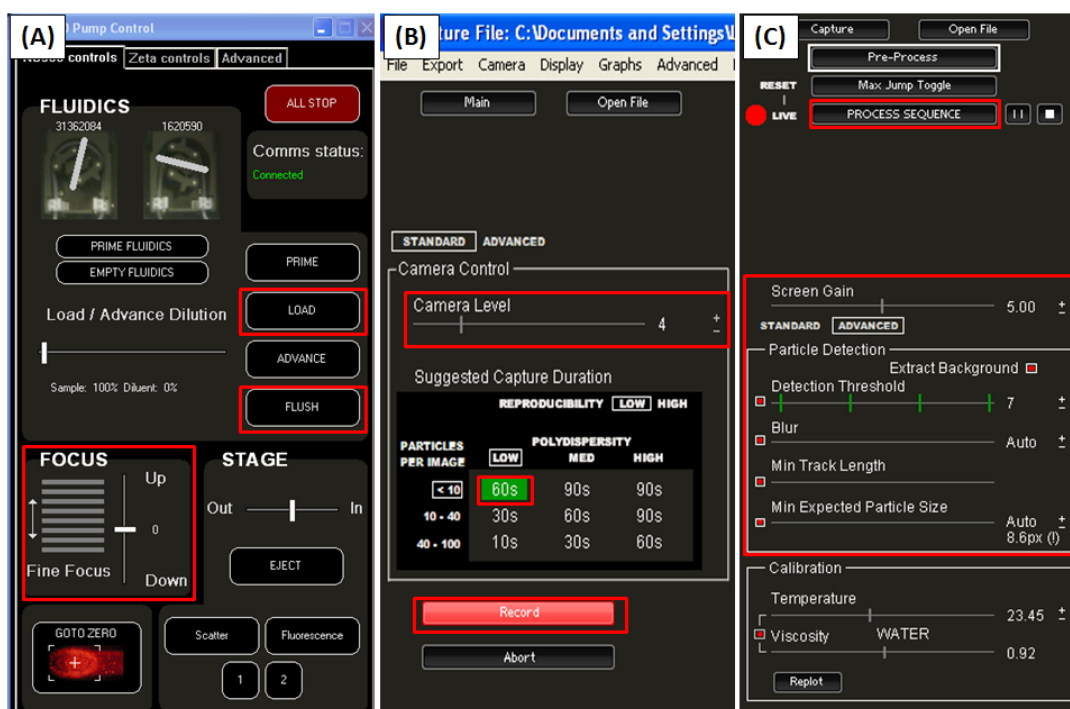 (A)
Pump Control
controls Zeta controls Advanced
FLUIDICS
ALL STOP
31362084 1620590
Comms status:
Connected
PRIME FLUIDICS
EMPTY FLUIDICS
PRIME
Load / Advance Dilution
LOAD
ADVANCE
Sample: 100% Diluent: 0%
FLUSH
FOCUS
Up
0
Fine Focus
Down
STAGE
Out In
EJECT
GOTO ZERO
Scatter Fluorescence
1 2
(B)
ture File: C:\Documents and Settings\
File Export Camera Display Graphs Advanced
Main Open File
STANDARD ADVANCED
Camera Control
Camera Level
4 + -
Suggested Capture Duration
REPRODUCIBILITY LOW HIGH
PARTICLES PER IMAGE
POLYDISPERSITY
LOW MED HIGH
< 10 60s 90s 90s
10 - 40 30s 60s 90s
40 - 100 10s 30s 60s
Record
Abort
(C)
Capture Open File
Pre-Process
RESET Max Jump Toggle
LIVE PROCESS SEQUENCE
Screen Gain
5.00 + -
STANDARD ADVANCED
Particle Detection
Extract Background
Detection Threshold
7 + -
Blur
Auto + -
Min Track Length
Min Expected Particle Size
Auto + -
8.6px (!)
Calibration
Temperature
23.45 + -
Viscosity WATER
0.92
Replot